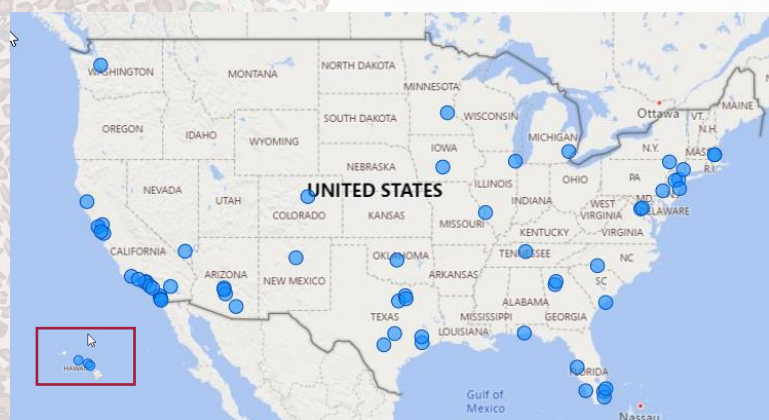 WASHINGTON
MONTANA
NORTH DAKOTA
MINNESOTA
Ottawa
MAINE
VT.
N.H.
OREGON
IDAHO
SOUTH DAKOTA
WISCONSIN
MICHIGAN
N.Y.
MASS
R.I.
WYOMING
IOWA
NEBRASKA
NEVADA
UTAH
UNITED STATES
ILLINOIS
INDIANA
OHIO
PA
MD.
DELAWARE
COLORADO
KANSAS
MISSOURI
WEST
VIRGINIA
VIRGINIA
KENTUCKY
CALIFORNIA
ARIZONA
NEW MEXICO
OKLAHOMA
TENNESSEE
NC
ARKANSAS
SC
ALABAMA
TEXAS
MISSISSIPPI
GEORGIA
LOUISIANA
HAWAII
FLORIDA
Gulf of
Mexico
Nassau